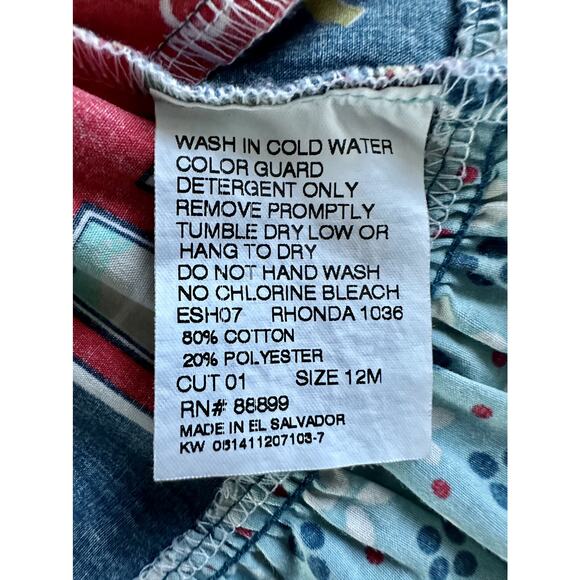 WASH IN COLD WATER
COLOR GUARD
DETERGENT ONLY
REMOVE PROMPTLY
TUMBLE DRY LOW OR
HANG TO DRY
DO NOT HAND WASH
NO CHLORINE BLEACH
ESH07 RHONDA 1036
80% COTTON
20% POLYESTER
CUT 01 SIZE 12M
RN# 88899
MADE IN EL SALVADOR
KW 051411207103-7